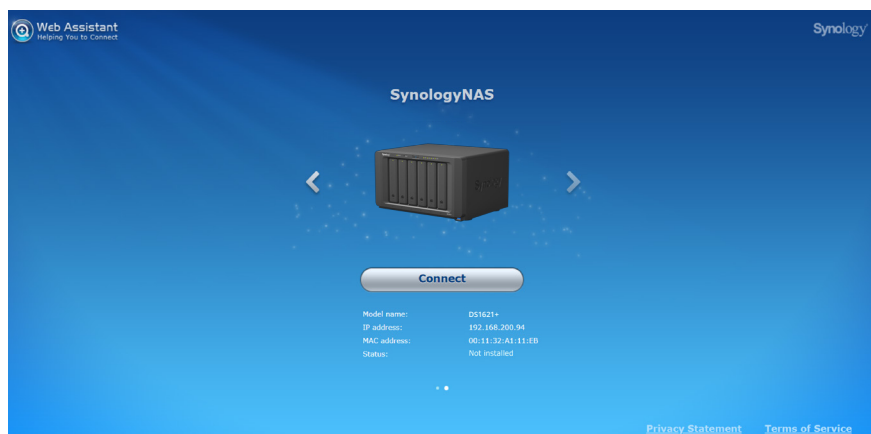 Web Assistant
Helping You to Connect
Synology
SynologyNAS
Connect
Model name: DS1621+
IP address: 192.168.200.94
MAC address: 00:11:32:A1:11:EB
Status: Not installed
Privacy Statement Terms of Service